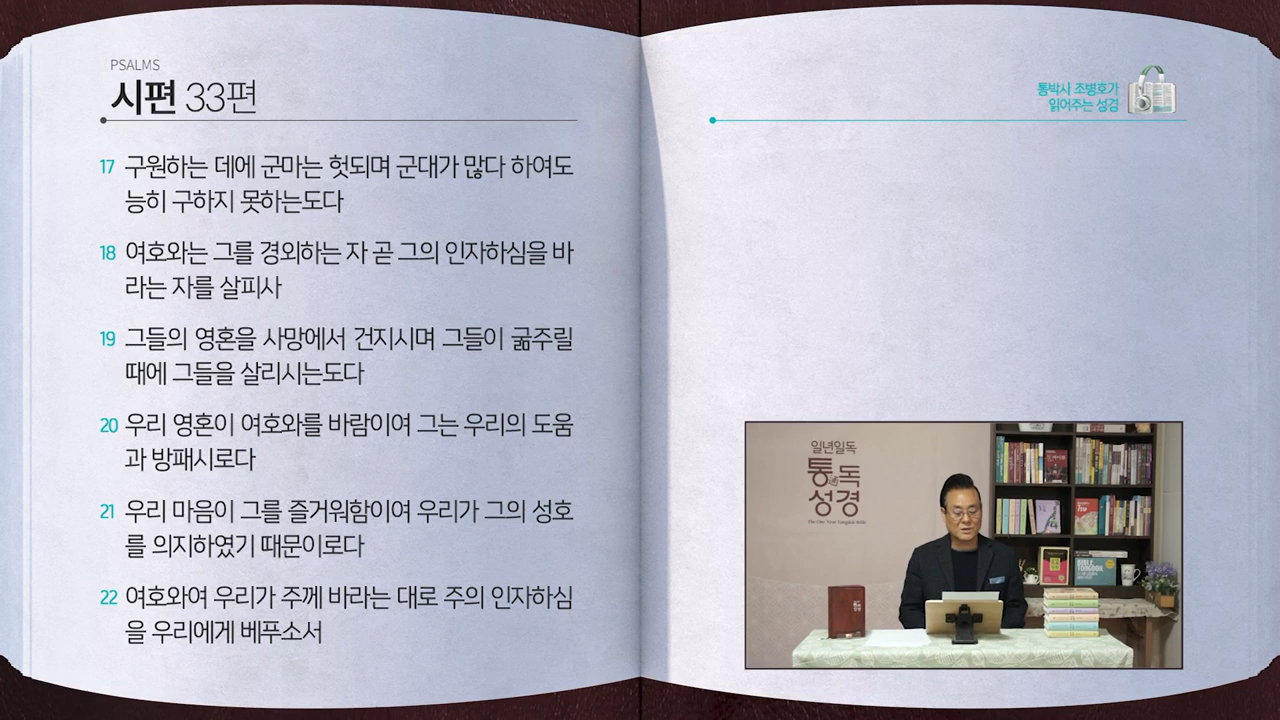 PSALMS
시편 33편
17 구원하는 데에 군마는 헛되며 군대가 많다 하여도
능히 구하지 못하는도다
18 여호와는 그를 경외하는 자 곧 그의 인자하심을 바
라는 자를 살피사
19 그들의 영혼을 사망에서 건지시며 그들이 굶주릴
때에 그들을 살리시는도다
20 우리 영혼이 여호와를 바람이여 그는 우리의 도움
과 방패시로다
21 우리 마음이 그를 즐거워함이여 우리가 그의 성호
를 의지하였기 때문이로다
22 여호와여 우리가 주께 바라는 대로 주의 인자하심
을 우리에게 베푸소서
통박사 조병호가
읽어주는 성경
일년일독
통독
성경
The One Year Tongdok Bible
BIBLE
TONGDOK